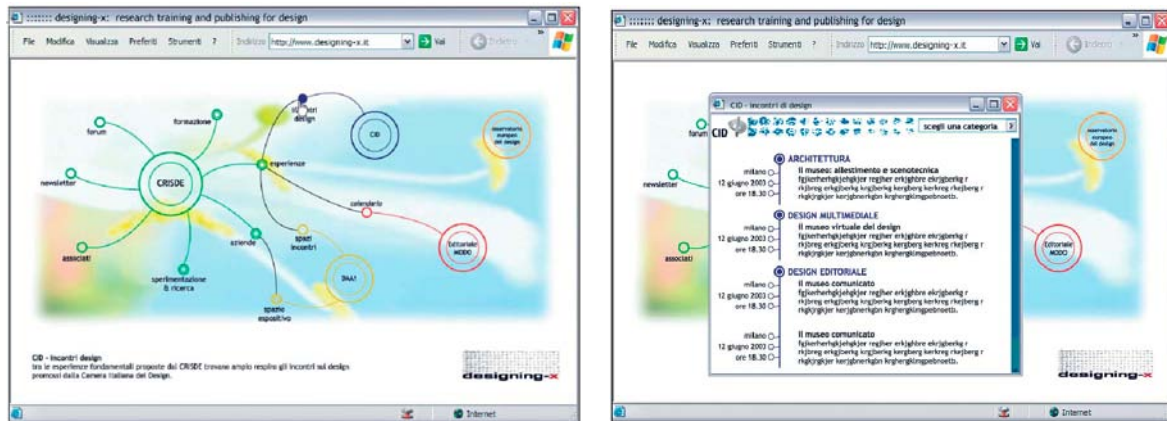 :::::::: designing-x: research training and publishing for design
File Modifica Visualizza Preferiti Strumenti ? Indirizzo http://www.designing-x.it Vai Indietro
forum
formazione
design
CID
osservatorio
europeo
del design
newsletter
CRISDE
esperienze
calendario
associati
aziende
spazi
incontri
Editoriale
MODO
sperimentazione
& ricerca
DAAI
spazio
espositivo
CID - Incontri design
tra le esperienze fondamentali proposte dal CRISDE trovano ampio respiro gli incontri sul design
promossi dalla Camera Italiana del Design.
designing-x
Internet
:::::::: designing-x: research training and publishing for design
File Modifica Visualizza Preferiti Strumenti ? Indirizzo http://www.designing-x.it Vai Indietro
CID - incontri di design
CID scegli una categoria
forum
osservatorio
europeo
del design
newsletter
associati
Editoriale
MODO
ARCHITETTURA
milano Il museo: allestimento e scenotecnica
12 giugno 2003
ore 18.30
DESIGN MULTIMEDIALE
milano Il museo virtuale del design
12 giugno 2003
ore 18.30
DESIGN EDITORIALE
milano Il museo comunicato
12 giugno 2003
ore 18.30
milano Il museo comunicato
12 giugno 2003
ore 18.30
designing-x
Internet